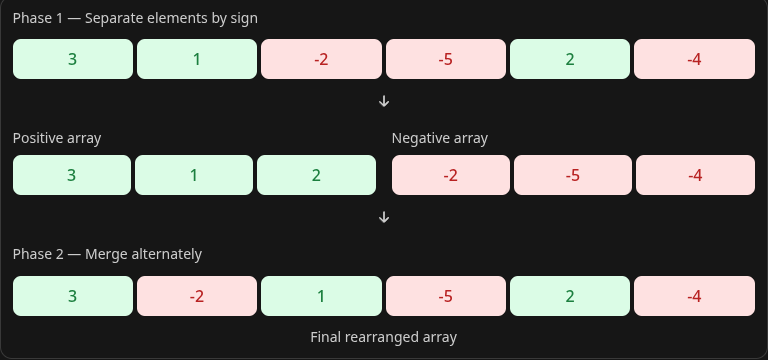 Phase 1 — Separate elements by sign
3 1 -2 -5 2 -4
Positive array Negative array
3 1 2 -2 -5 -4
Phase 2 — Merge alternately
3 -2 1 -5 2 -4
Final rearranged array